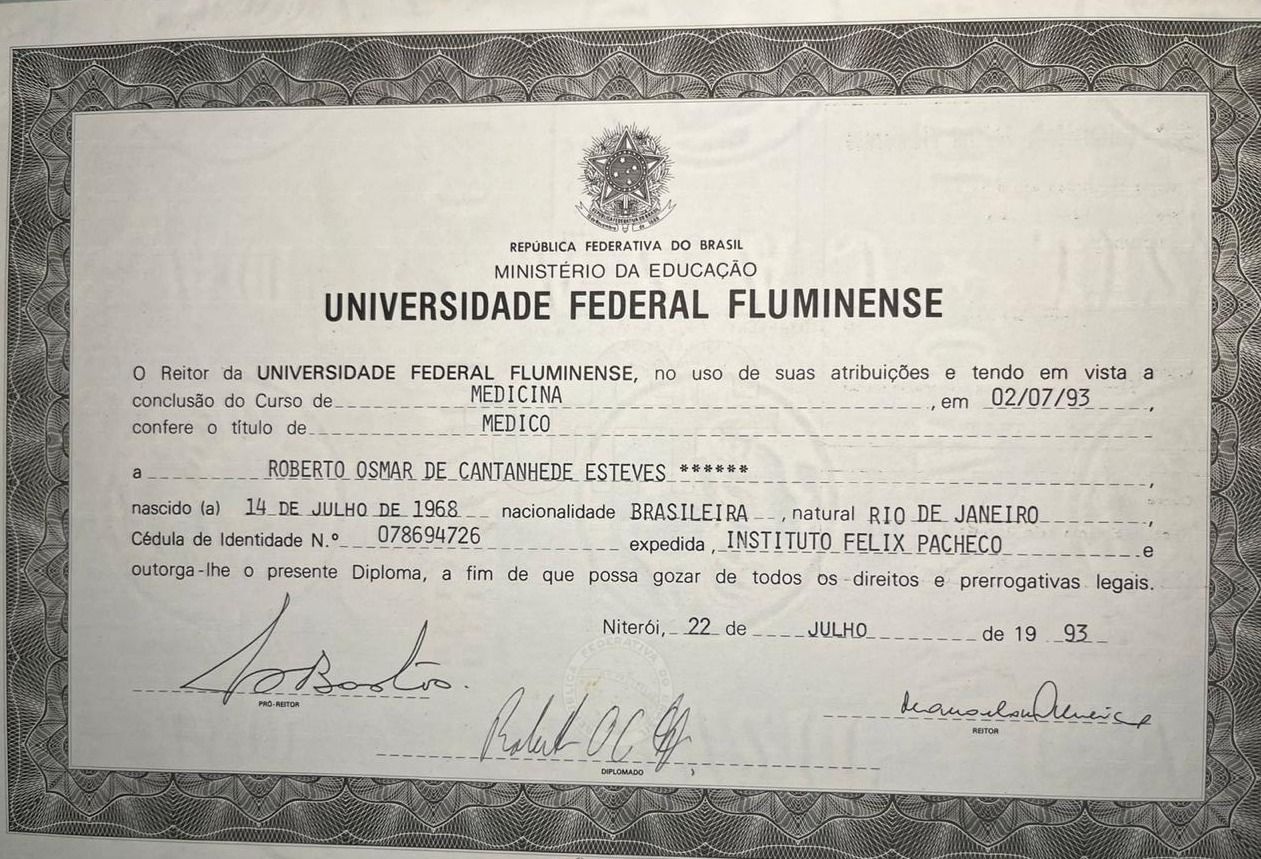 REPÚBLICA FEDERATIVA DO BRASIL
MINISTÉRIO DA EDUCAÇÃO
UNIVERSIDADE FEDERAL FLUMINENSE
O Reitor da UNIVERSIDADE FEDERAL FLUMINENSE, no uso de suas atribuições e tendo em vista a
conclusão do Curso de MEDICINA, em 02/07/93,
confere o título de MEDICO
a ROBERTO OSMAR DE CANTANHEDE ESTEVES ******,
nascido (a) 14 DE JULHO DE 1968 nacionalidade BRASILEIRA, natural RIO DE JANEIRO,
Cédula de Identidade N.º 078694726 expedida, INSTITUTO FELIX PACHECO e
outorga-lhe o presente Diploma, a fim de que possa gozar de todos os direitos e prerrogativas legais.
Niterói, 22 de JULHO de 19 93
PRÓ-REITOR
REITOR
DIPLOMADO